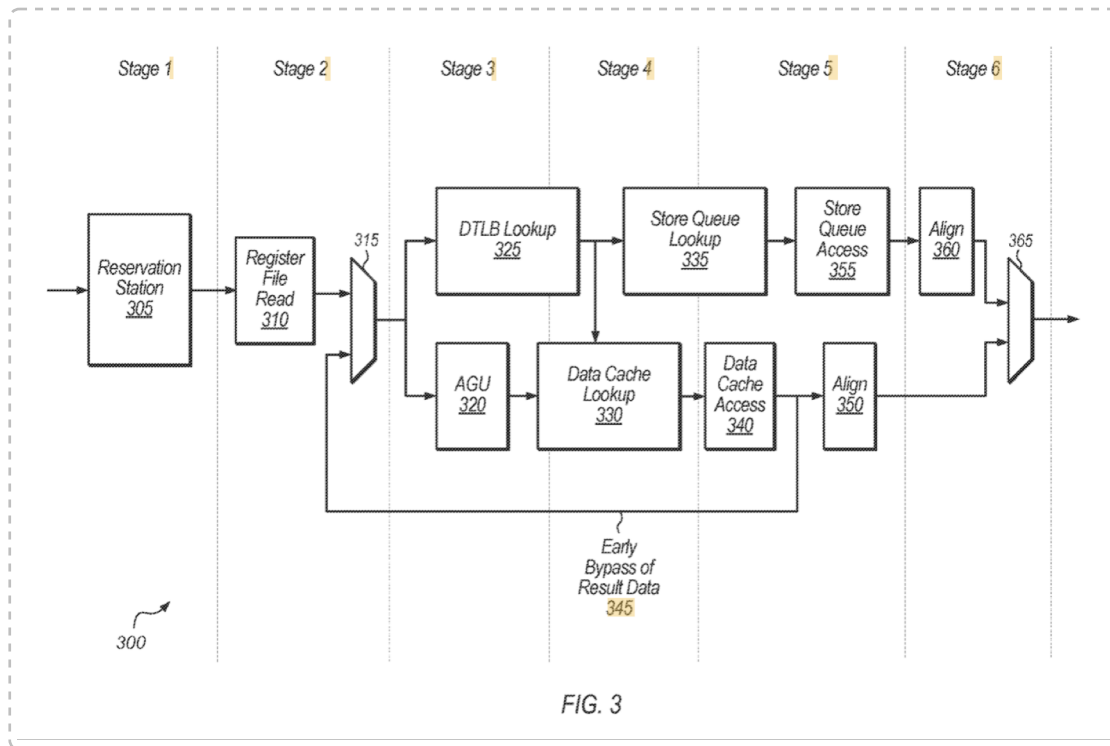 Stage 1
Stage 2
Stage 3
Stage 4
Stage 5
Stage 6
Reservation
Station
305
Register
File
Read
310
315
DTLB Lookup
325
Store Queue
Lookup
335
Store
Queue
Access
355
Align
360
365
AGU
320
Data Cache
Lookup
330
Data
Cache
Access
340
Align
350
Early
Bypass of
Result Data
345
300
FIG. 3